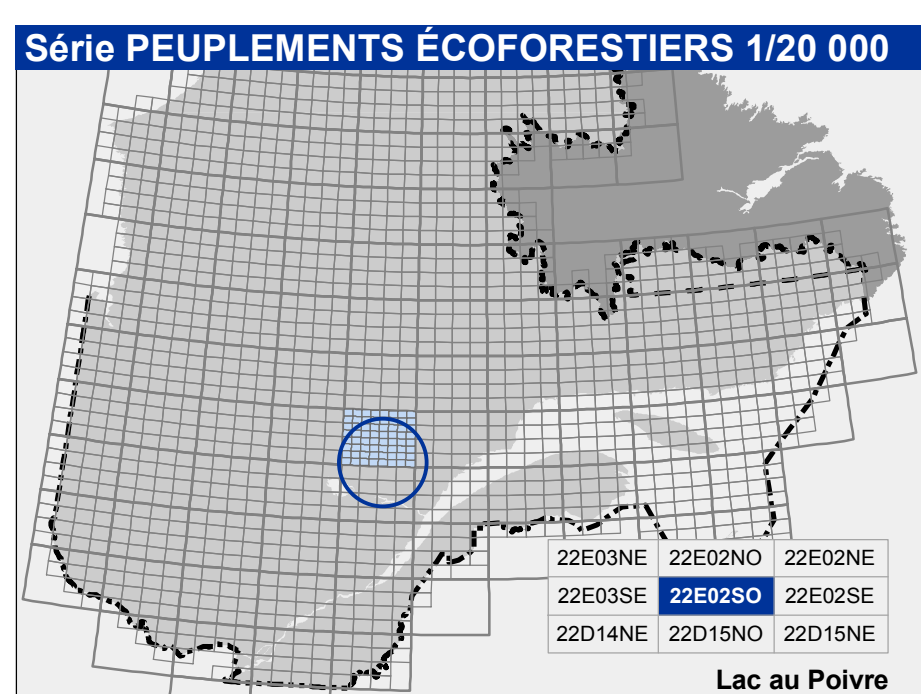 Série PEUPLEMENTS ÉCOFORESTIERS 1/20 000
22E03NE 22E02NO 22E02NE
22E03SE 22E02SO 22E02SE
22D14NE 22D15NO 22D15NE
Lac au Poivre